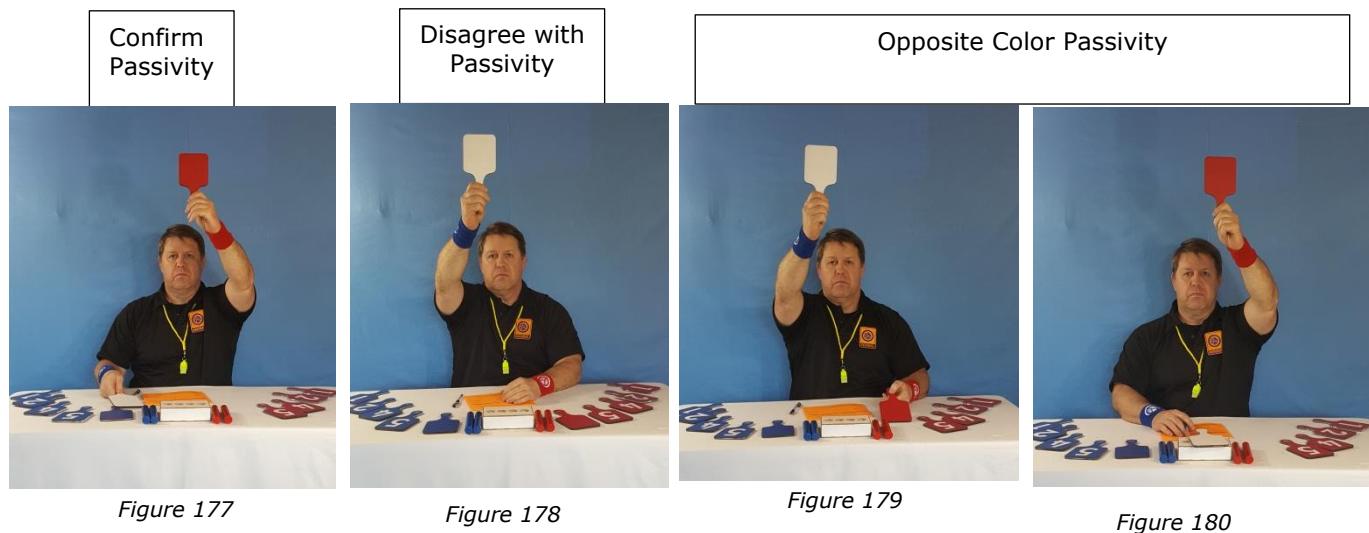 Confirm
Passivity
Disagree with
Passivity
Opposite Color Passivity
Figure 177
Figure 178
Figure 179
Figure 180